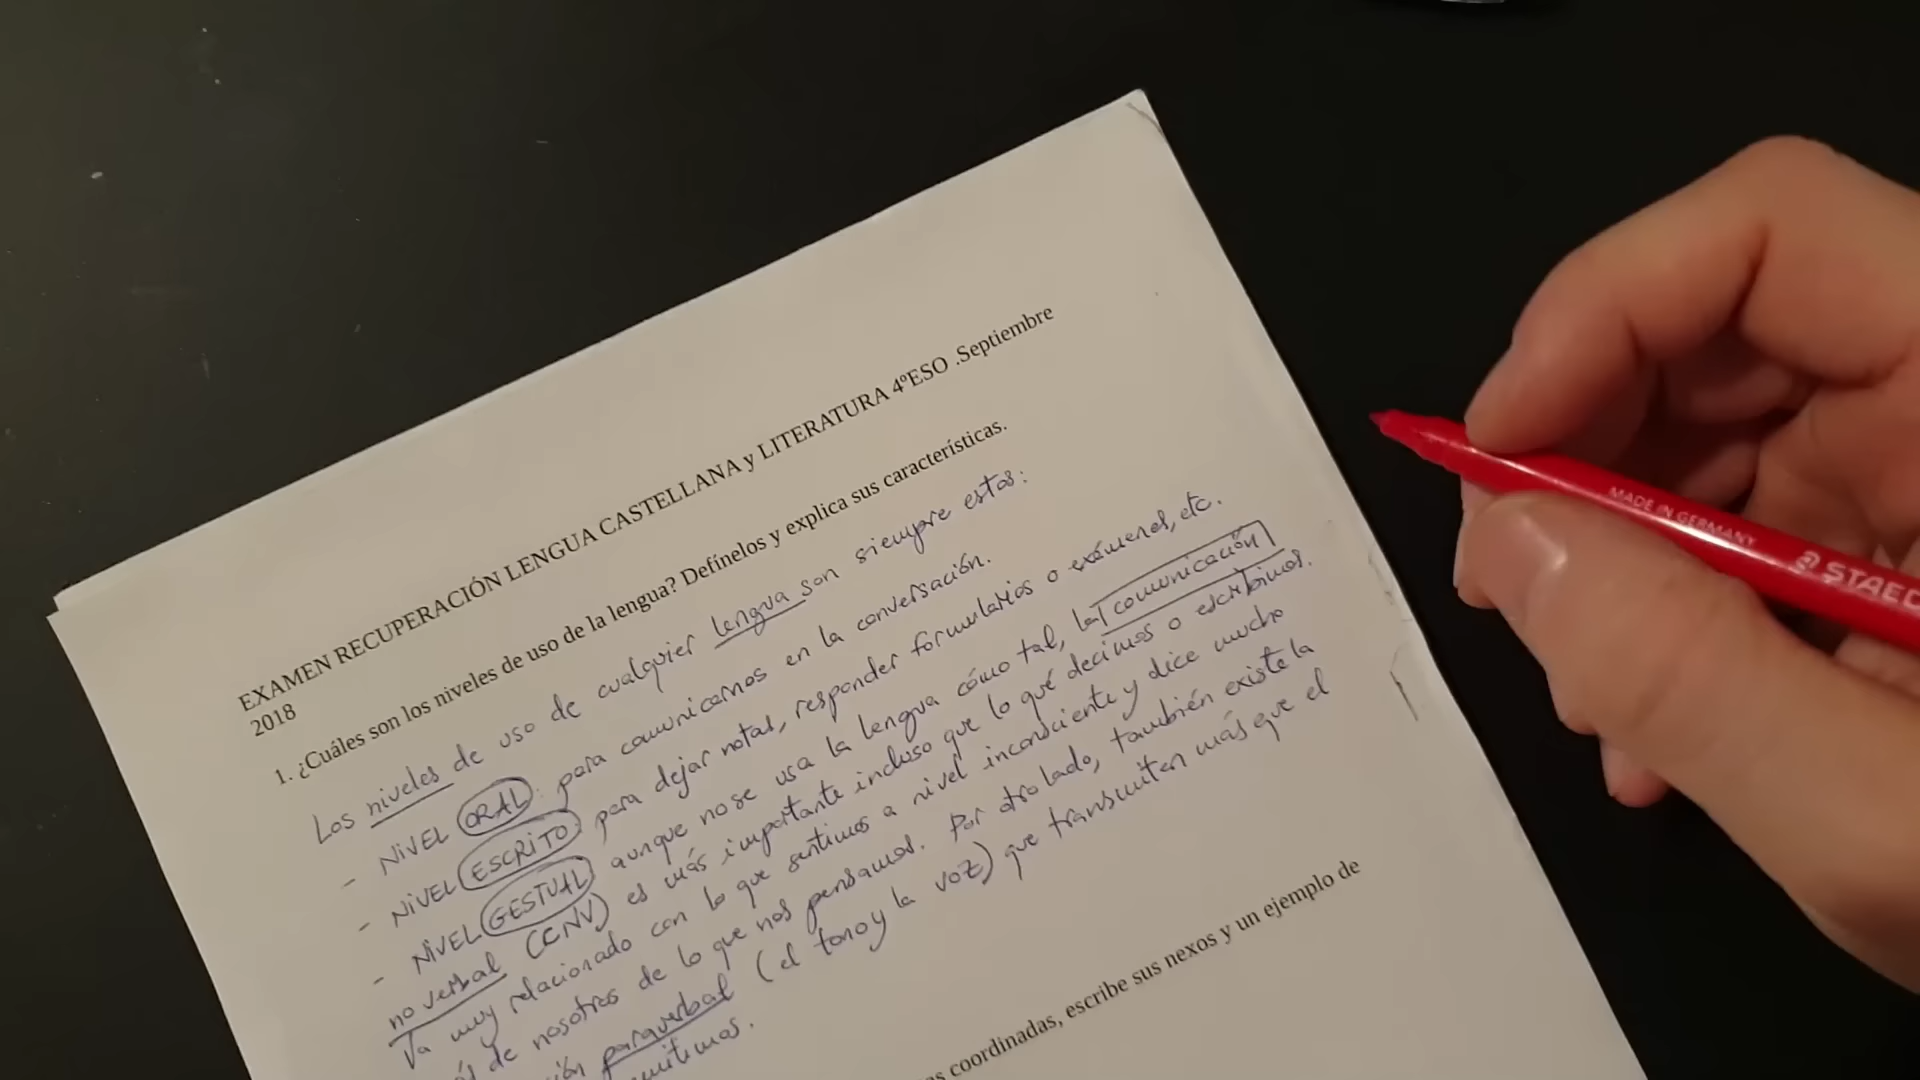 EXAMEN RECUPERACIÓN LENGUA CASTELLANA y LITERATURA 4ºESO .Septiembre
2018
1. ¿Cuáles son los niveles de uso de la lengua? Defínelos y explica sus características.
Los niveles de uso de cualquier lengua son siempre estos:
- NIVEL ORAL: para comunicarnos en la conversación.
- NIVEL ESCRITO: para dejar notas, responder formularios o exámenes, etc.
- NIVEL GESTUAL: aunque no se usa la lengua cómo tal, la comunicación
no verbal (CNV) es más importante incluso que lo qué decimos o escribimos.
Va muy relacionado con lo que sentimos a nivel inconsciente y dice mucho
de nosotros de lo que nos pensamos. Por otro lado, también existe la
paraverbal (el tono y la voz) que transmiten más que el
coordinadas, escribe sus nexos y un ejemplo de
MADE IN GERMANY
STAED